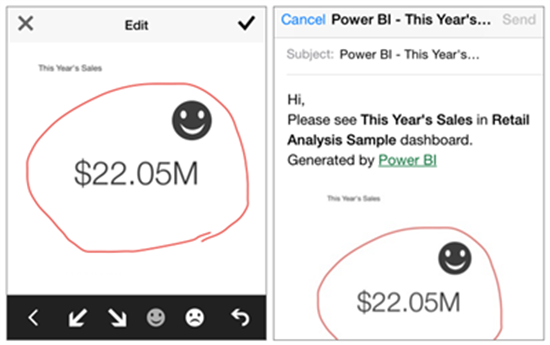 Edit
This Year's Sales
$22.05M
Cancel Power BI - This Year's... Send
Subject: Power BI - This Year's...
Hi,
Please see This Year's Sales in Retail
Analysis Sample dashboard.
Generated by Power BI
This Year's Sales
$22.05M